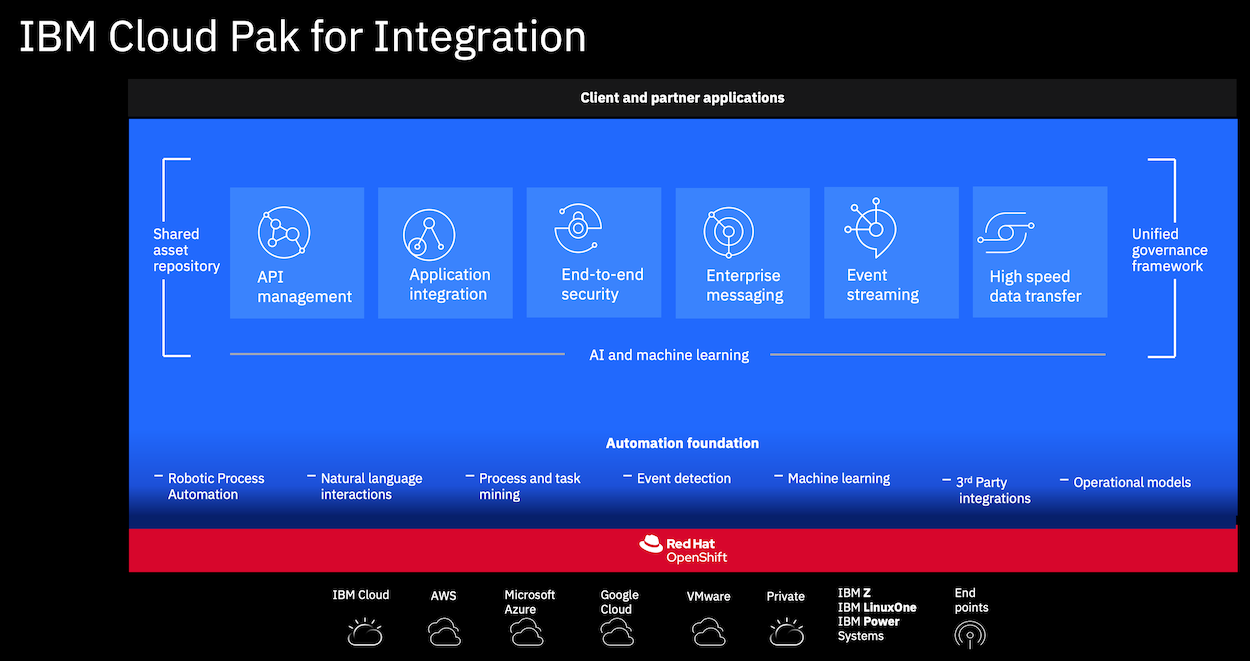 IBM Cloud Pak for Integration
Client and partner applications
Shared
asset
repository
API
management
Application
integration
End-to-end
security
Enterprise
messaging
Event
streaming
High speed
data transfer
Unified
governance
framework
AI and machine learning
Automation foundation
– Robotic Process
Automation
– Natural language
interactions
– Process and task
mining
– Event detection
– Machine learning
– 3rd Party
integrations
– Operational models
Red Hat
OpenShift
IBM Cloud
AWS
Microsoft
Azure
Google
Cloud
VMware
Private
IBM Z
IBM LinuxOne
IBM Power
Systems
End
points